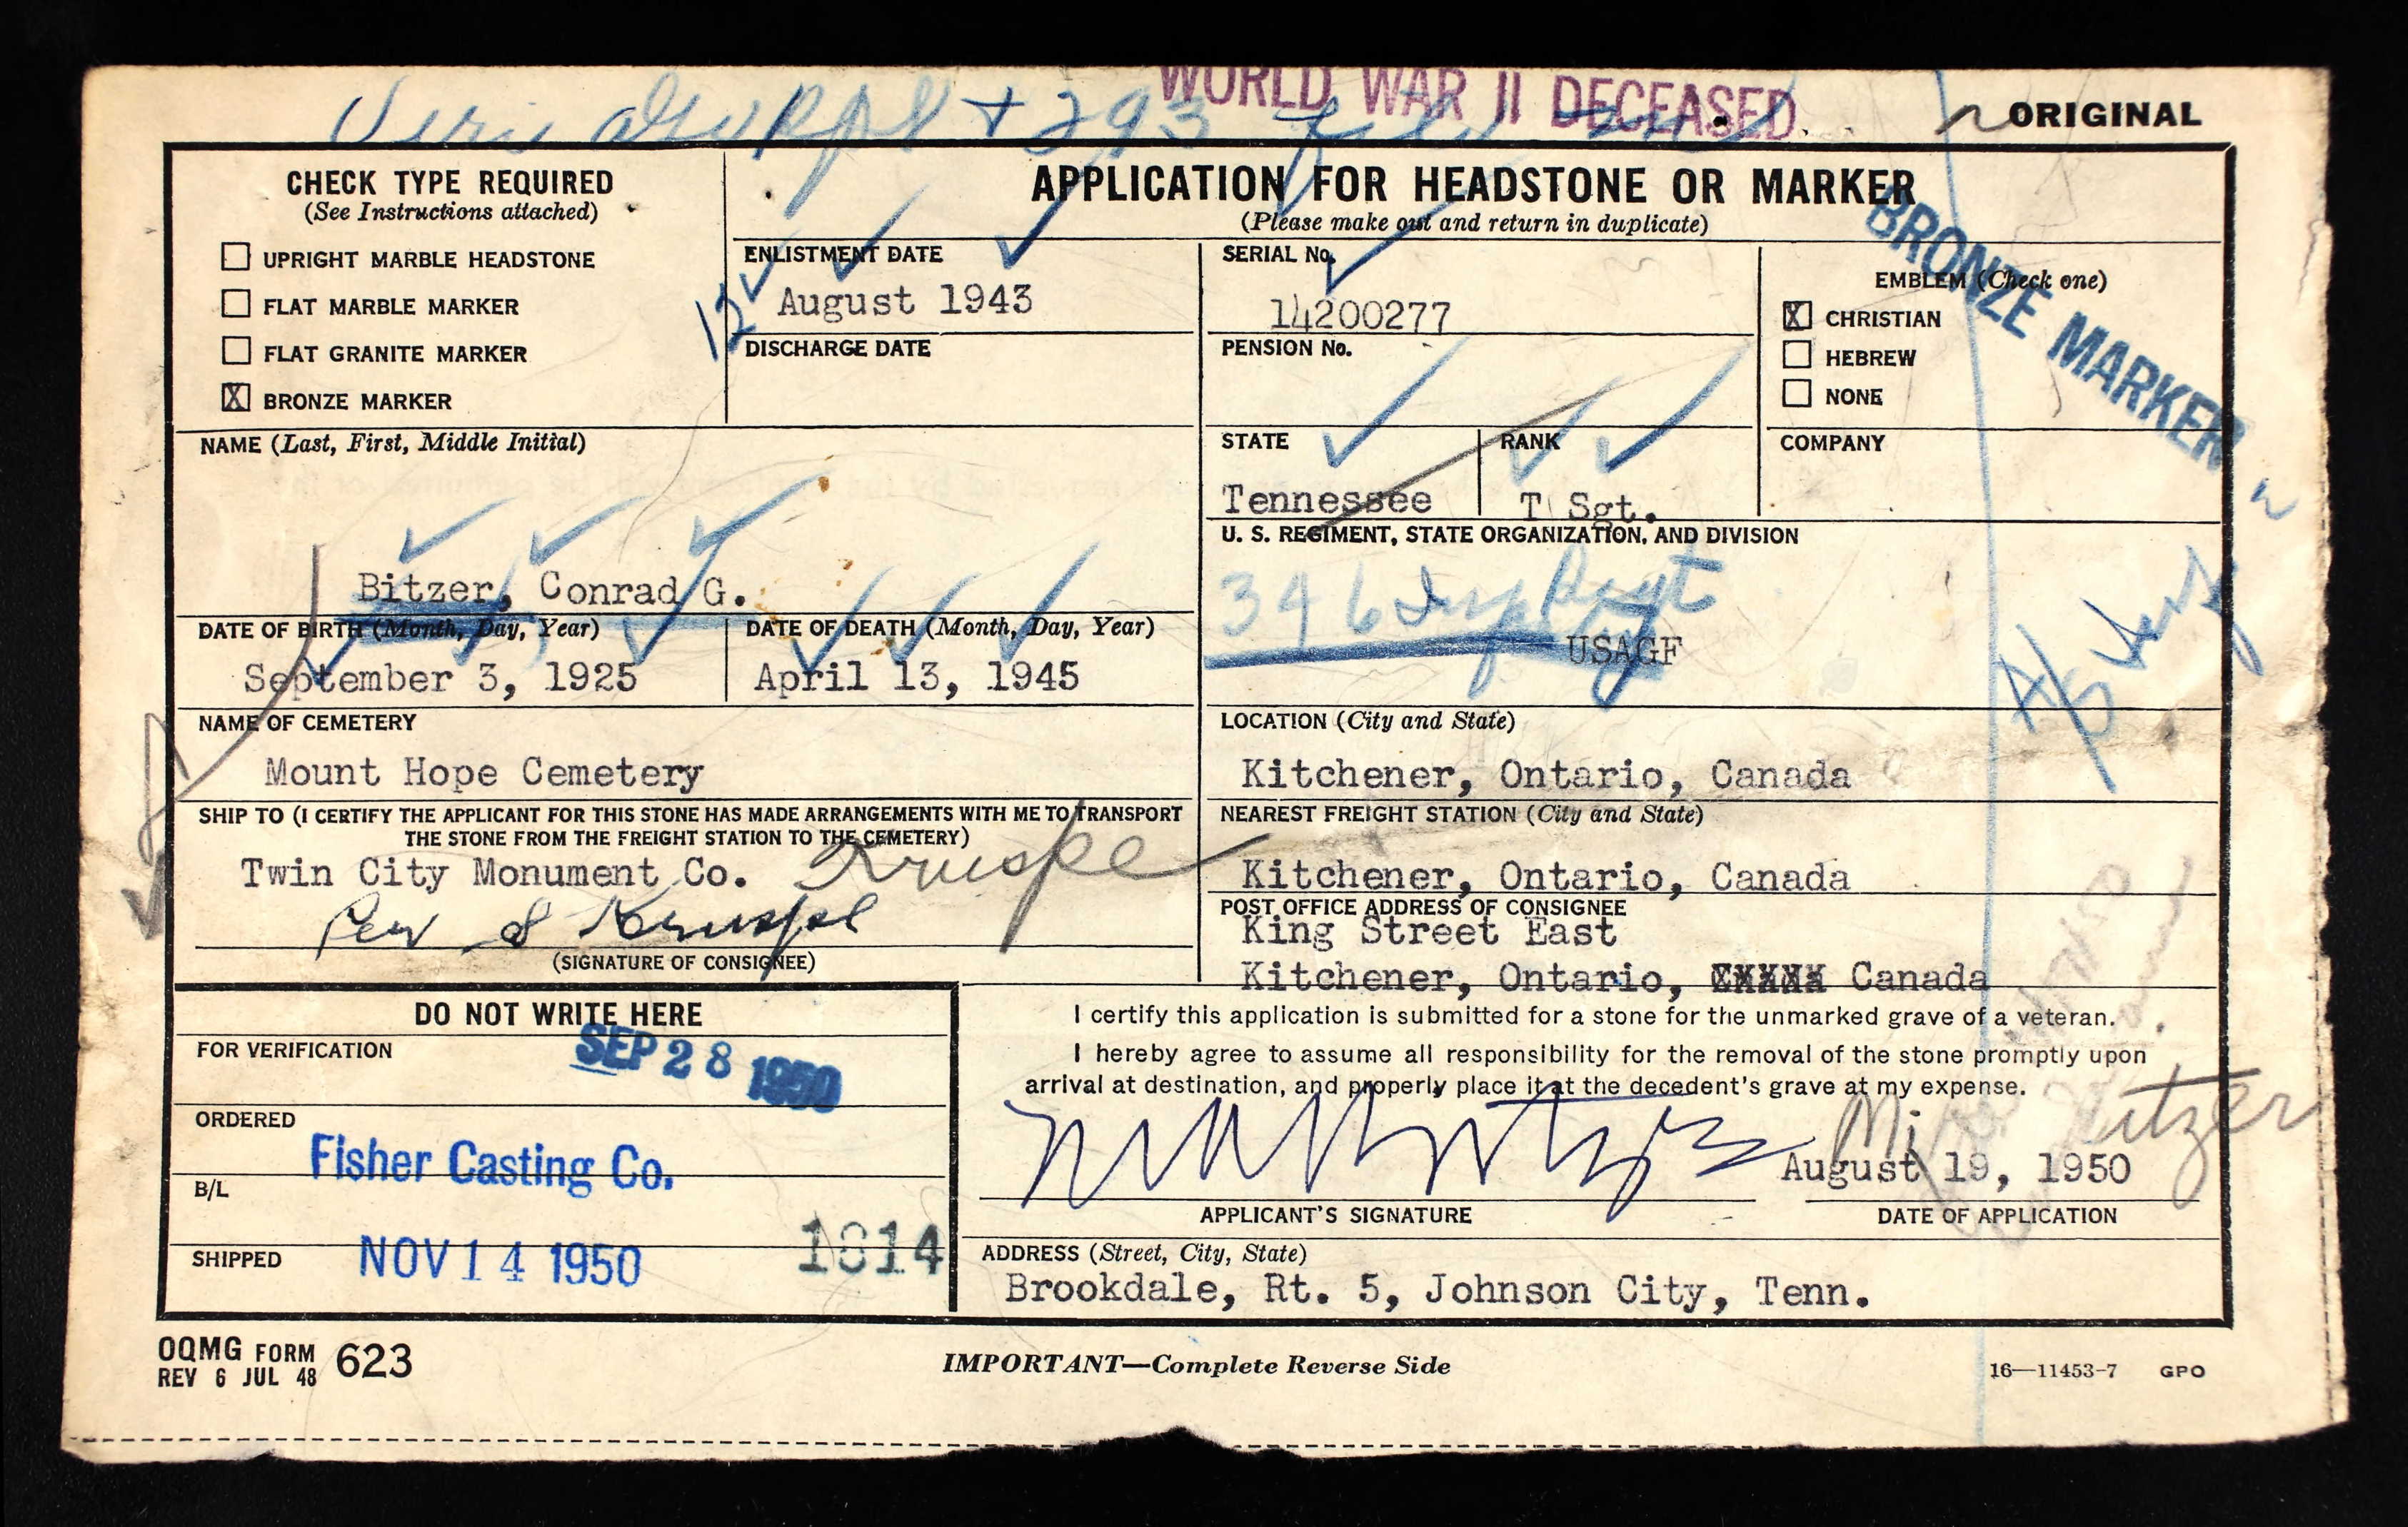 WORLD WAR II DECEASED
ORIGINAL
CHECK TYPE REQUIRED
(See Instructions attached)
UPRIGHT MARBLE HEADSTONE
FLAT MARBLE MARKER
FLAT GRANITE MARKER
X BRONZE MARKER
APPLICATION FOR HEADSTONE OR MARKER
(Please make out and return in duplicate)
ENLISTMENT DATE
12 August 1943
DISCHARGE DATE
SERIAL No.
14200277
PENSION No.
EMBLEM (Check one)
X CHRISTIAN
HEBREW
NONE
BRONZE MARKER
NAME (Last, First, Middle Initial)
Bitzer, Conrad G.
STATE
Tennessee
RANK
T Sgt.
COMPANY
U. S. REGIMENT, STATE ORGANIZATION, AND DIVISION
346 Inf Regt
USAGF
DATE OF BIRTH (Month, Day, Year)
September 3, 1925
DATE OF DEATH (Month, Day, Year)
April 13, 1945
NAME OF CEMETERY
Mount Hope Cemetery
LOCATION (City and State)
Kitchener, Ontario, Canada
SHIP TO (I CERTIFY THE APPLICANT FOR THIS STONE HAS MADE ARRANGEMENTS WITH ME TO TRANSPORT
THE STONE FROM THE FREIGHT STATION TO THE CEMETERY)
Twin City Monument Co. Kruspe
(SIGNATURE OF CONSIGNEE)
NEAREST FREIGHT STATION (City and State)
Kitchener, Ontario, Canada
POST OFFICE ADDRESS OF CONSIGNEE
King Street East
Kitchener, Ontario, Canada
DO NOT WRITE HERE
FOR VERIFICATION
SEP 28 1950
ORDERED
Fisher Casting Co.
B/L
SHIPPED
NOV 14 1950
1814
I certify this application is submitted for a stone for the unmarked grave of a veteran.
I hereby agree to assume all responsibility for the removal of the stone promptly upon
arrival at destination, and properly place it at the decedent's grave at my expense.
August 19, 1950
APPLICANT'S SIGNATURE
DATE OF APPLICATION
ADDRESS (Street, City, State)
Brookdale, Rt. 5, Johnson City, Tenn.
OQMG FORM 623
REV 6 JUL 48
IMPORTANT—Complete Reverse Side
16—11453-7 GPO